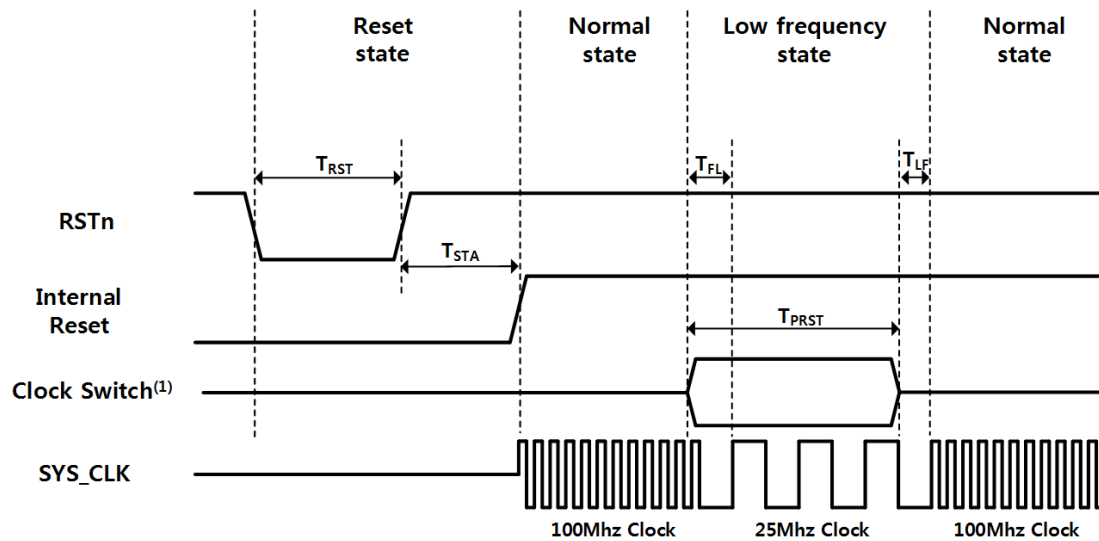 Reset
state
Normal
state
Low frequency
state
Normal
state
TRST
TFL
TLF
RSTn
TSTA
Internal
Reset
TPRST
Clock Switch(1)
SYS_CLK
100Mhz Clock
25Mhz Clock
100Mhz Clock